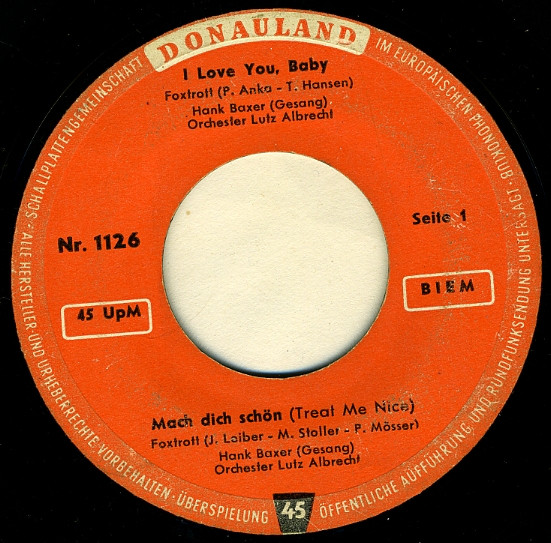 DONAULAND
SCHALLPLATTENGEMEINSCHAFT
IM EUROPÄISCHEN PHONOKLUB ·
I Love You, Baby
Foxtrott (P. Anka - T. Hansen)
Hank Baxer (Gesang)
Orchester Lutz Albrecht
Nr. 1126
Seite 1
45 UpM
BIEM
Mach dich schön (Treat Me Nice)
Foxtrott (J. Leiber - M. Stoller - P. Mösser)
Hank Baxer (Gesang)
Orchester Lutz Albrecht
· ALLE HERSTELLER- UND URHEBERRECHTE VORBEHALTEN · ÜBERSPIELUNG
45
ÖFFENTLICHE AUFFÜHRUNG UND RUNDFUNKSENDUNG UNTERSAGT ·